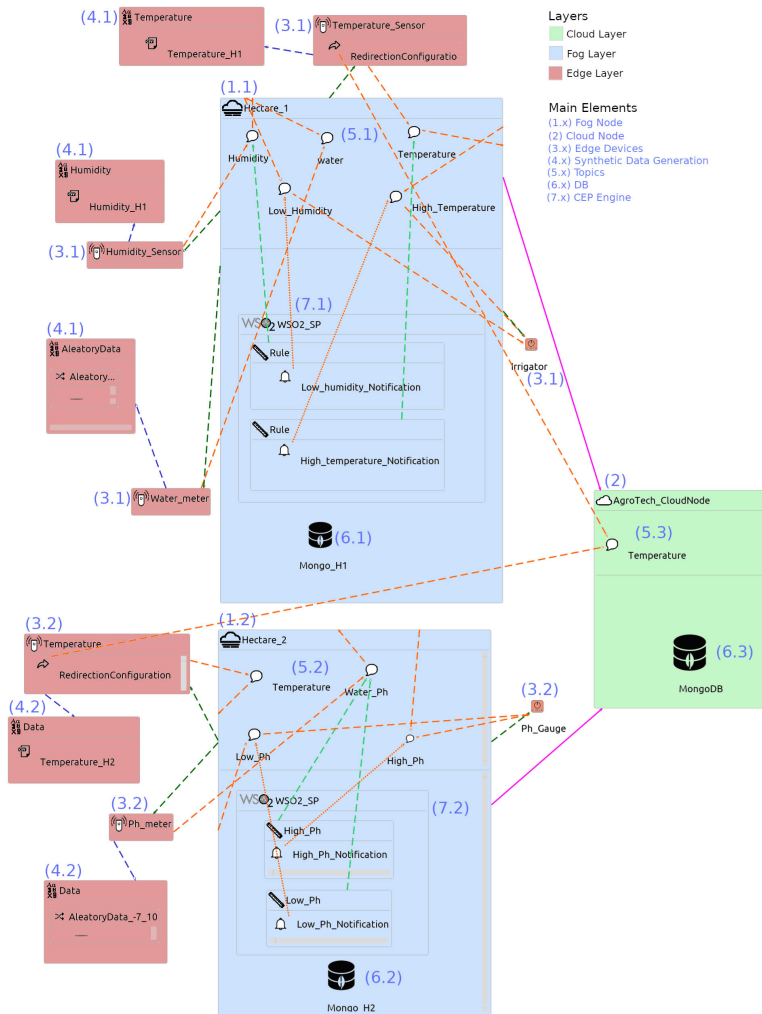 (4.1)
Temperature
Temperature_H1
(3.1)
Temperature_Sensor
RedirectionConfiguratio
Layers
Cloud Layer
Fog Layer
Edge Layer
Main Elements
(1.x) Fog Node
(2) Cloud Node
(3.x) Edge Devices
(4.x) Synthetic Data Generation
(5.x) Topics
(6.x) DB
(7.x) CEP Engine
(1.1)
Hectare_1
(5.1)
Humidity
water
Temperature
Low_Humidity
High_Temperature
(4.1)
Humidity
Humidity_H1
(3.1)
Humidity_Sensor
(7.1)
WSO2 WSO2_SP
Rule
Low_humidity_Notification
Rule
High_temperature_Notification
(4.1)
AleatoryData
Aleatory...
Irrigator
(3.1)
(3.1)
Water_meter
(6.1)
Mongo_H1
(2)
AgroTech_CloudNode
(5.3)
Temperature
(6.3)
MongoDB
(3.2)
Temperature
RedirectionConfiguration
(1.2)
Hectare_2
(5.2)
Temperature
Water_Ph
Low_Ph
High_Ph
(3.2)
Ph_Gauge
(4.2)
Data
Temperature_H2
(3.2)
Ph_meter
WSO2 WSO2_SP
(7.2)
High_Ph
High_Ph_Notification
Low_Ph
Low_Ph_Notification
(4.2)
Data
AleatoryData_-7_10
(6.2)
Mongo_H2